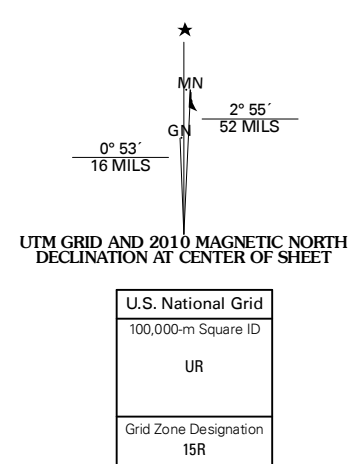 ★
MN
2° 55´
52 MILS
GN
0° 53´
16 MILS
UTM GRID AND 2010 MAGNETIC NORTH
DECLINATION AT CENTER OF SHEET
U.S. National Grid
100,000-m Square ID
UR
Grid Zone Designation
15R